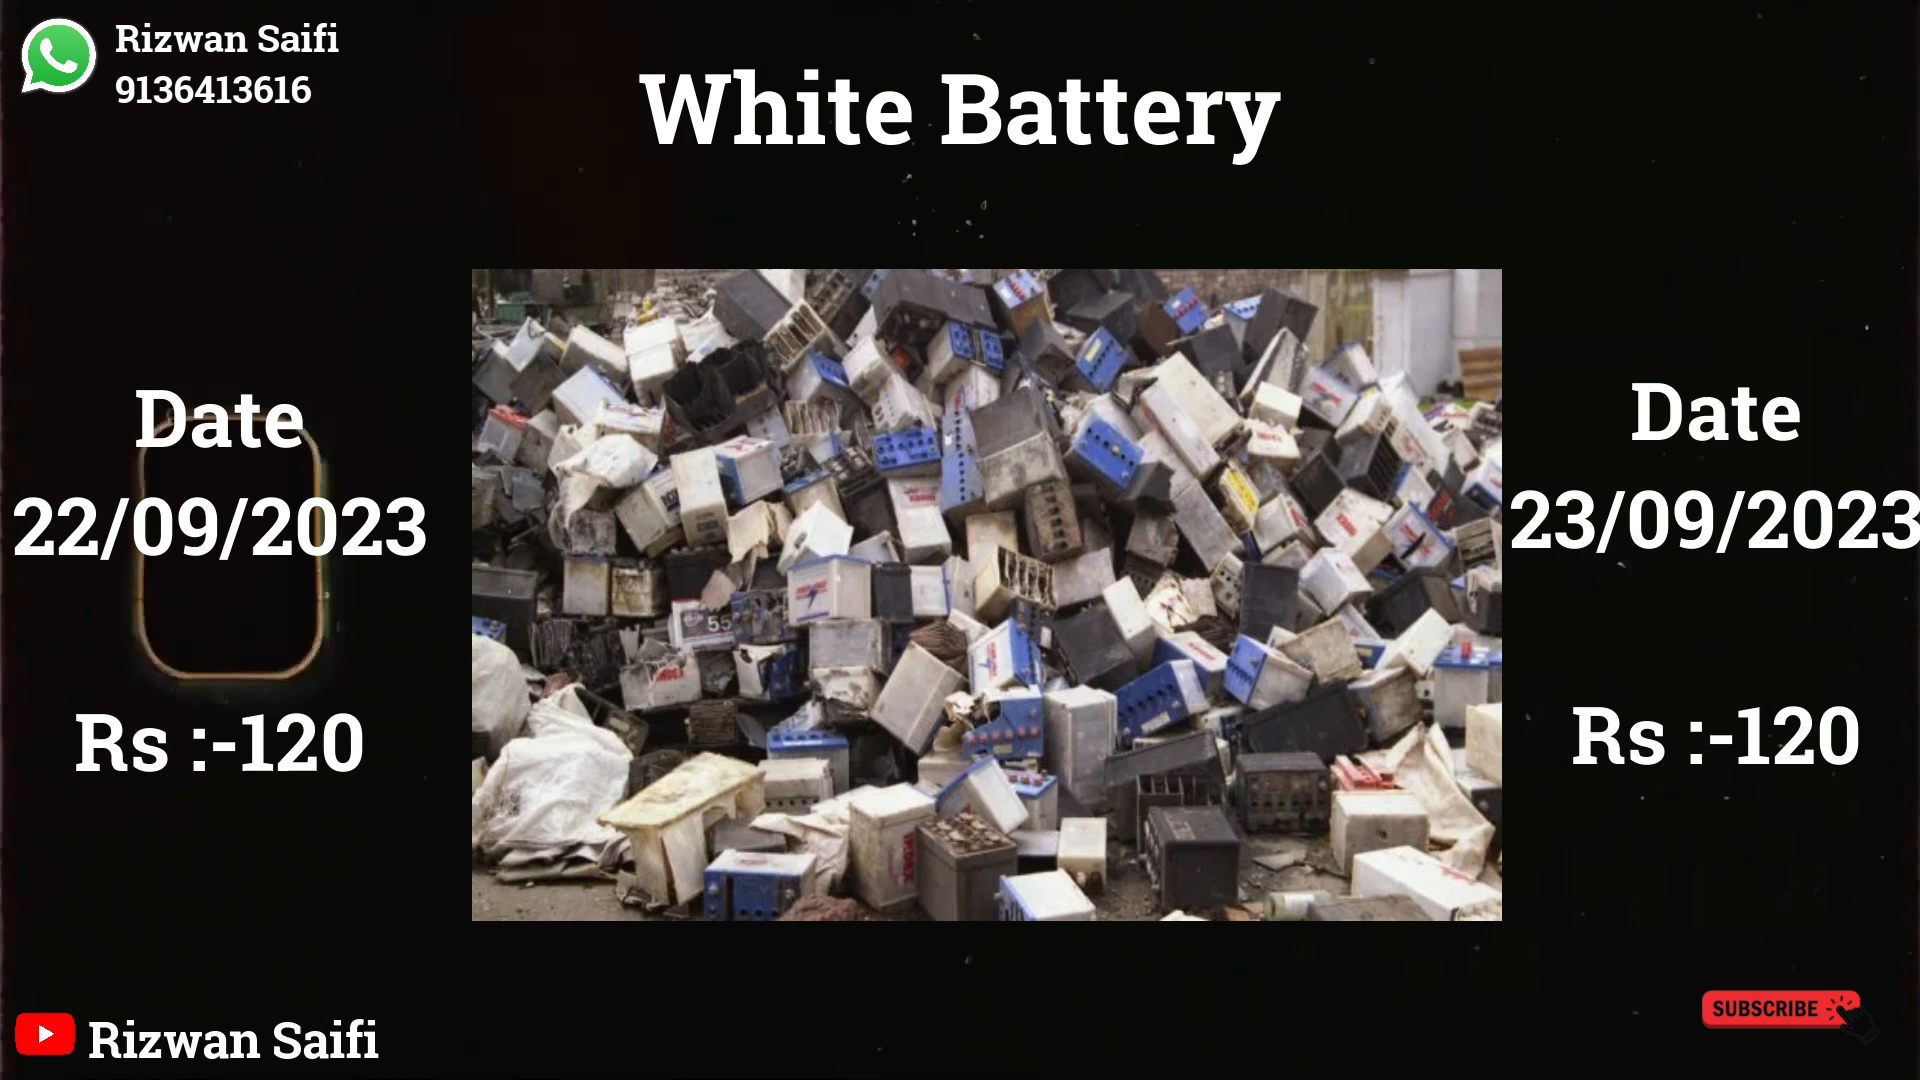 Rizwan Saifi
9136413616
White Battery
Date
22/09/2023
Rs :-120
55
Date
23/09/2023
Rs :-120
Rizwan Saifi
SUBSCRIBE